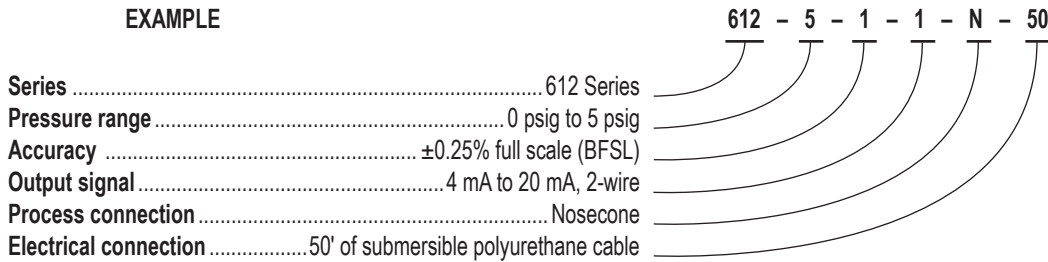 EXAMPLE 612 – 5 – 1 – 1 – N – 50
Series ........................................................................ 612 Series
Pressure range ...................................................... 0 psig to 5 psig
Accuracy ................................................ ±0.25% full scale (BFSL)
Output signal ............................................... 4 mA to 20 mA, 2-wire
Process connection ...................................................... Nosecone
Electrical connection .................. 50' of submersible polyurethane cable